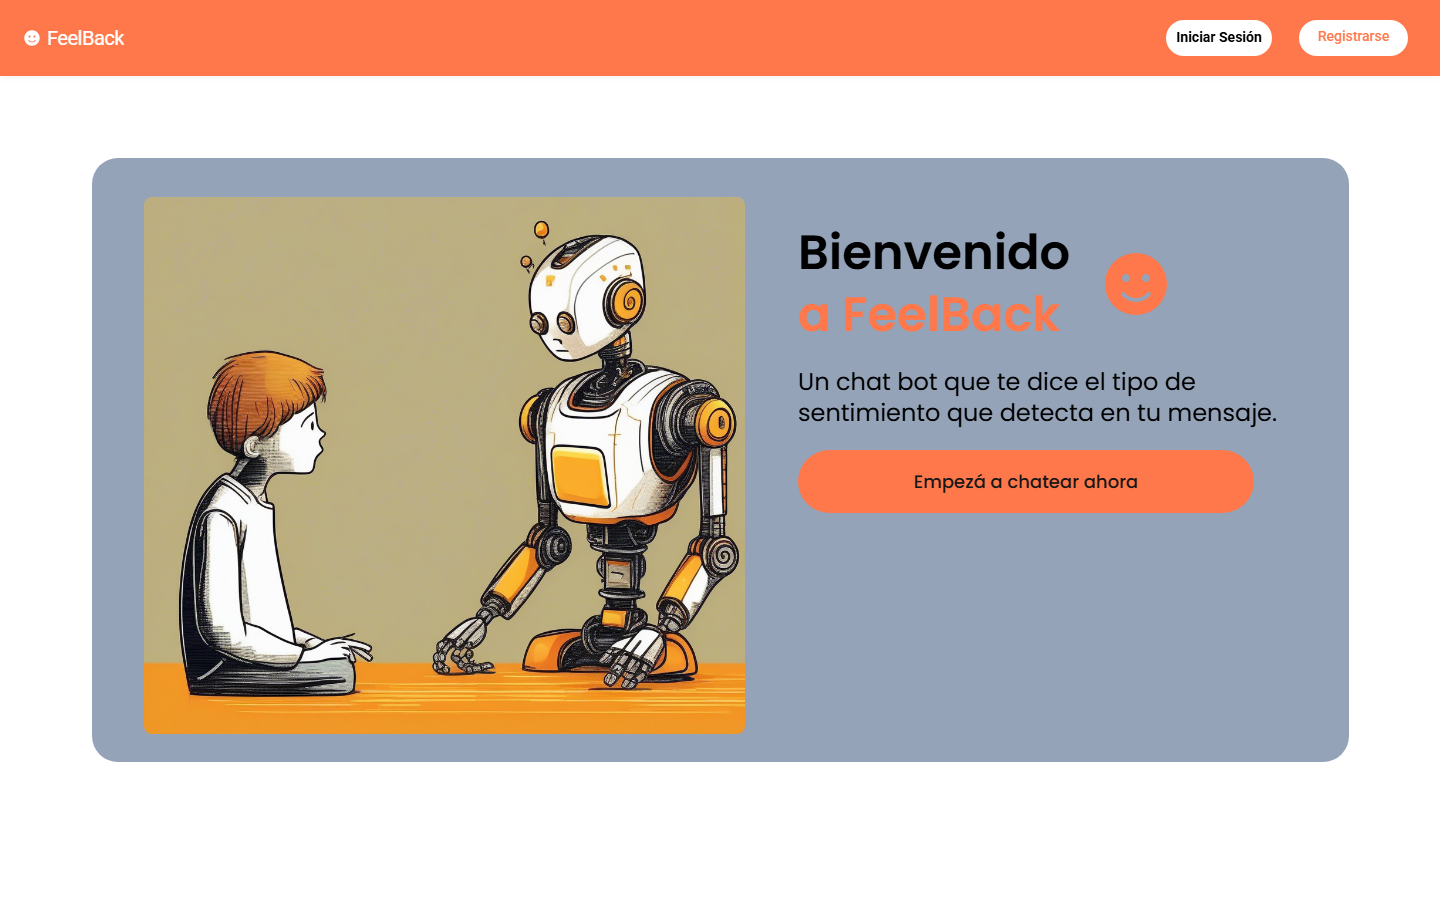 FeelBack
Iniciar Sesión
Registrarse
Bienvenido
a FeelBack
Un chat bot que te dice el tipo de
sentimiento que detecta en tu mensaje.
Empezá a chatear ahora